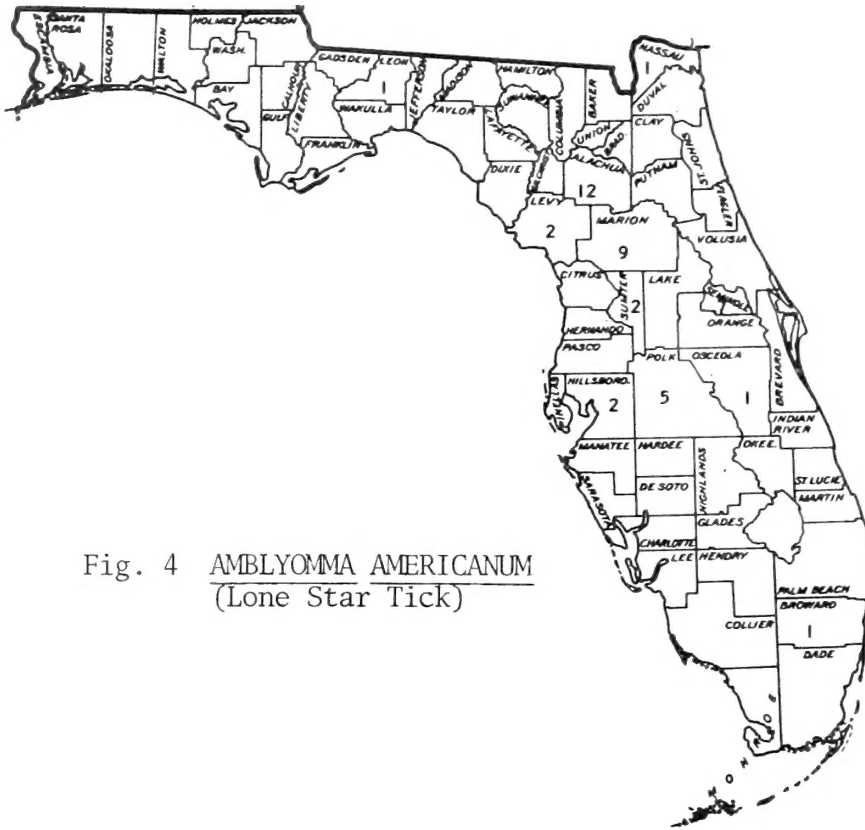 SANTA ROSA
ESCAMBIA
OKALOOSA
WALTON
HOLMES
JACKSON
WASH.
BAY
CALHOUN
GULF
LIBERTY
GADSDEN
LEON
1
WAKULLA
FRANKLIN
JEFFERSON
MADISON
TAYLOR
HAMILTON
SUWANNEE
LAFAYETTE
DIXIE
COLUMBIA
BAKER
NASSAU
1
DUVAL
UNION
BRAD.
CLAY
ST. JOHNS
ALACHUA
12
PUTNAM
LEVY
2
MARION
9
VOLUSIA
CITRUS
SUMTER
2
LAKE
SEMINOLE
ORANGE
HERNANDO
PASCO
POLK
5
OSCEOLA
1
BREVARD
PINELLAS
HILLSBORO.
2
INDIAN RIVER
MANATEE
HARDEE
HIGHLANDS
OKEE.
ST. LUCIE
SARASOTA
DE SOTO
MARTIN
CHARLOTTE
GLADES
LEE
HENDRY
PALM BEACH
COLLIER
BROWARD
1
DADE
MONROE
Fig. 4 AMBLYOMMA AMERICANUM
(Lone Star Tick)